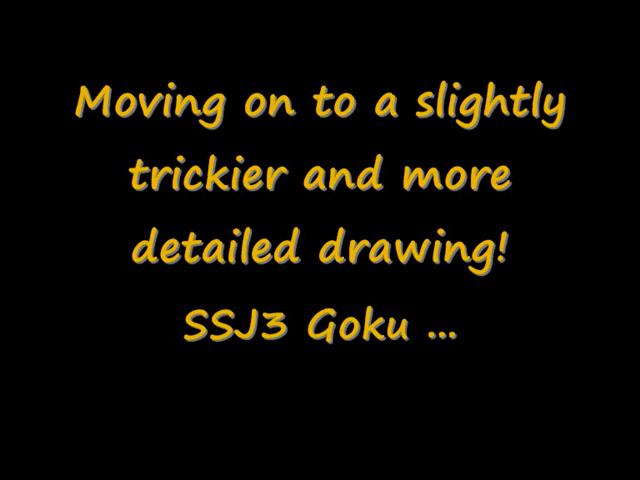 Moving on to a slightly
trickier and more
detailed drawing!
SSJ3 Goku ...